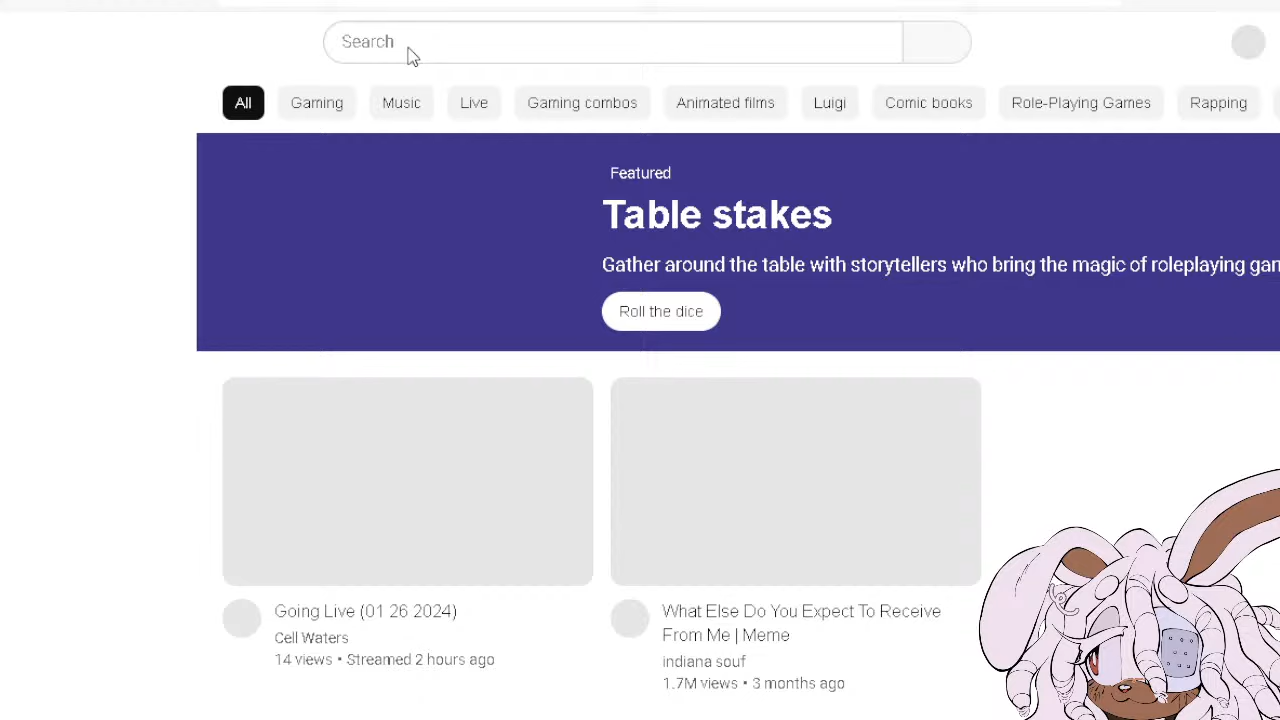 Search
All Gaming Music Live Gaming combos Animated films Luigi Comic books Role-Playing Games Rapping
Featured
Table stakes
Gather around the table with storytellers who bring the magic of roleplaying
Roll the dice
Going Live (01 26 2024)
Cell Waters
14 views • Streamed 2 hours ago
What Else Do You Expect To Receive
From Me | Meme
indiana souf
1.7M views • 3 months ago